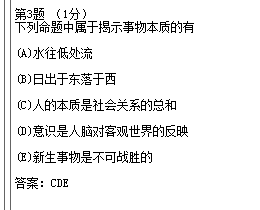 第3题 (1分)
下列命题中属于揭示事物本质的有
(A)水往低处流
(B)日出于东落于西
(C)人的本质是社会关系的总和
(D)意识是人脑对客观世界的反映
(E)新生事物是不可战胜的
答案: CDE